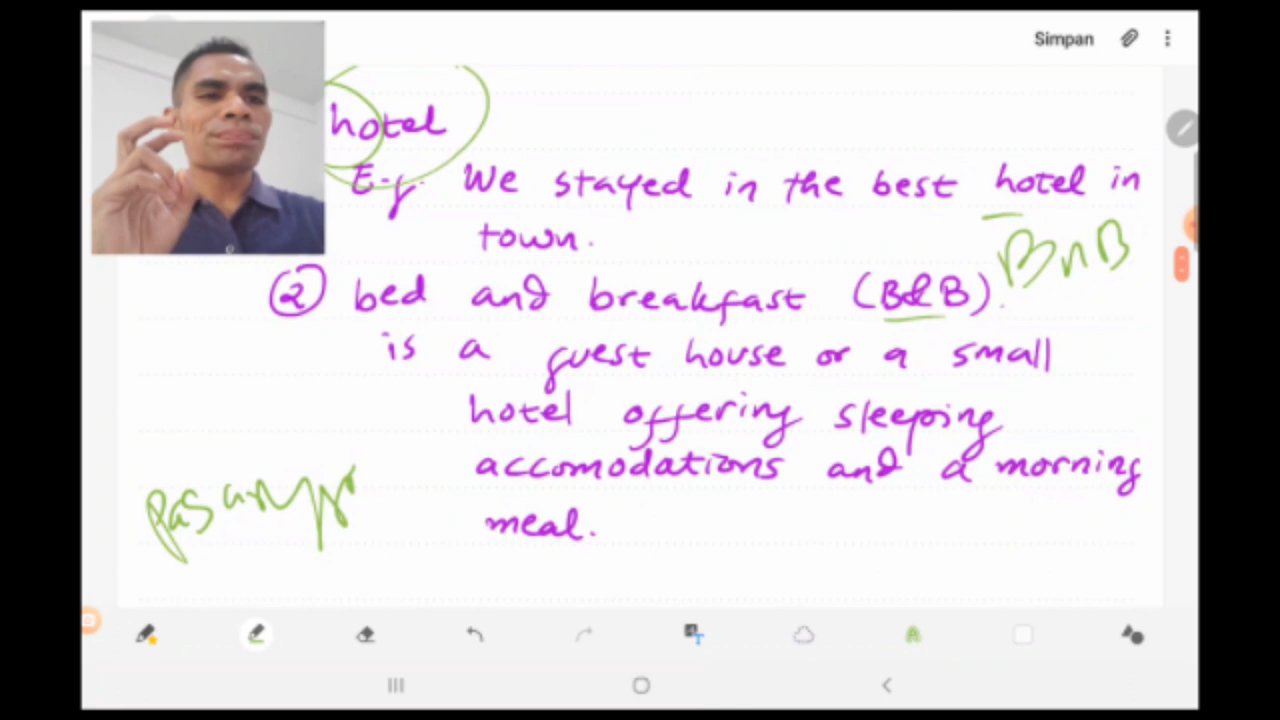 Simpan
hotel
E.g. We stayed in the best hotel in
town.
BnB
2 bed and breakfast (B&B).
is a guest house or a small
hotel offering sleeping
accomodations and a morning
meal.